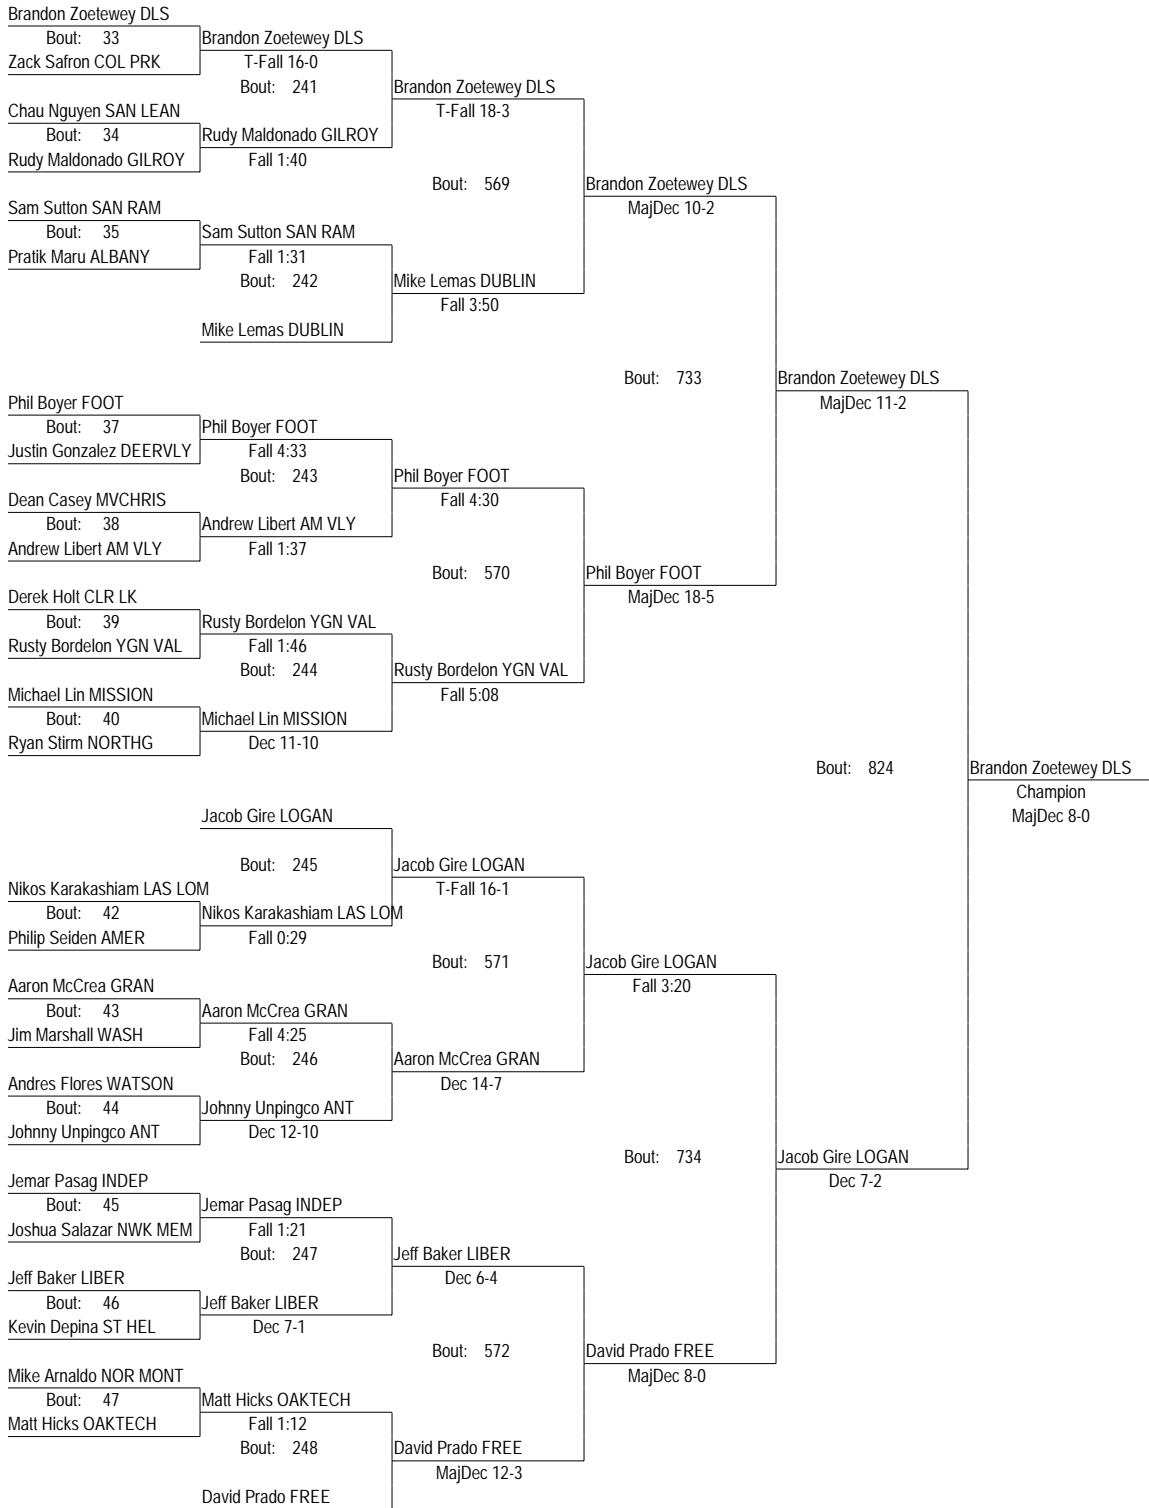 Brandon Zoetewey DLS
Bout: 33
Brandon Zoetewey DLS
Zack Safron COL PRK
T-Fall 16-0
Bout: 241
Brandon Zoetewey DLS
Chau Nguyen SAN LEAN
T-Fall 18-3
Bout: 34
Rudy Maldonado GILROY
Rudy Maldonado GILROY
Fall 1:40
Bout: 569
Brandon Zoetewey DLS
Sam Sutton SAN RAM
MajDec 10-2
Bout: 35
Sam Sutton SAN RAM
Pratik Maru ALBANY
Fall 1:31
Bout: 242
Mike Lemas DUBLIN
Fall 3:50
Mike Lemas DUBLIN
Bout: 733
Brandon Zoetewey DLS
Phil Boyer FOOT
MajDec 11-2
Bout: 37
Phil Boyer FOOT
Justin Gonzalez DEERVLY
Fall 4:33
Bout: 243
Phil Boyer FOOT
Dean Casey MVCHRIS
Fall 4:30
Bout: 38
Andrew Libert AM VLY
Andrew Libert AM VLY
Fall 1:37
Bout: 570
Phil Boyer FOOT
Derek Holt CLR LK
MajDec 18-5
Bout: 39
Rusty Bordelon YGN VAL
Rusty Bordelon YGN VAL
Fall 1:46
Bout: 244
Rusty Bordelon YGN VAL
Michael Lin MISSION
Fall 5:08
Bout: 40
Michael Lin MISSION
Ryan Stirm NORTHG
Dec 11-10
Bout: 824
Brandon Zoetewey DLS
Champion
Jacob Gire LOGAN
MajDec 8-0
Bout: 245
Jacob Gire LOGAN
Nikos Karakashiam LAS LOM
T-Fall 16-1
Bout: 42
Nikos Karakashiam LAS LOM
Philip Seiden AMER
Fall 0:29
Bout: 571
Jacob Gire LOGAN
Aaron McCrea GRAN
Fall 3:20
Bout: 43
Aaron McCrea GRAN
Jim Marshall WASH
Fall 4:25
Bout: 246
Aaron McCrea GRAN
Andres Flores WATSON
Dec 14-7
Bout: 44
Johnny Unpingco ANT
Johnny Unpingco ANT
Dec 12-10
Bout: 734
Jacob Gire LOGAN
Jemar Pasag INDEP
Dec 7-2
Bout: 45
Jemar Pasag INDEP
Joshua Salazar NWK MEM
Fall 1:21
Bout: 247
Jeff Baker LIBER
Jeff Baker LIBER
Dec 6-4
Bout: 46
Jeff Baker LIBER
Kevin Depina ST HEL
Dec 7-1
Bout: 572
David Prado FREE
Mike Arnaldo NOR MONT
MajDec 8-0
Bout: 47
Matt Hicks OAKTECH
Matt Hicks OAKTECH
Fall 1:12
Bout: 248
David Prado FREE
MajDec 12-3
David Prado FREE